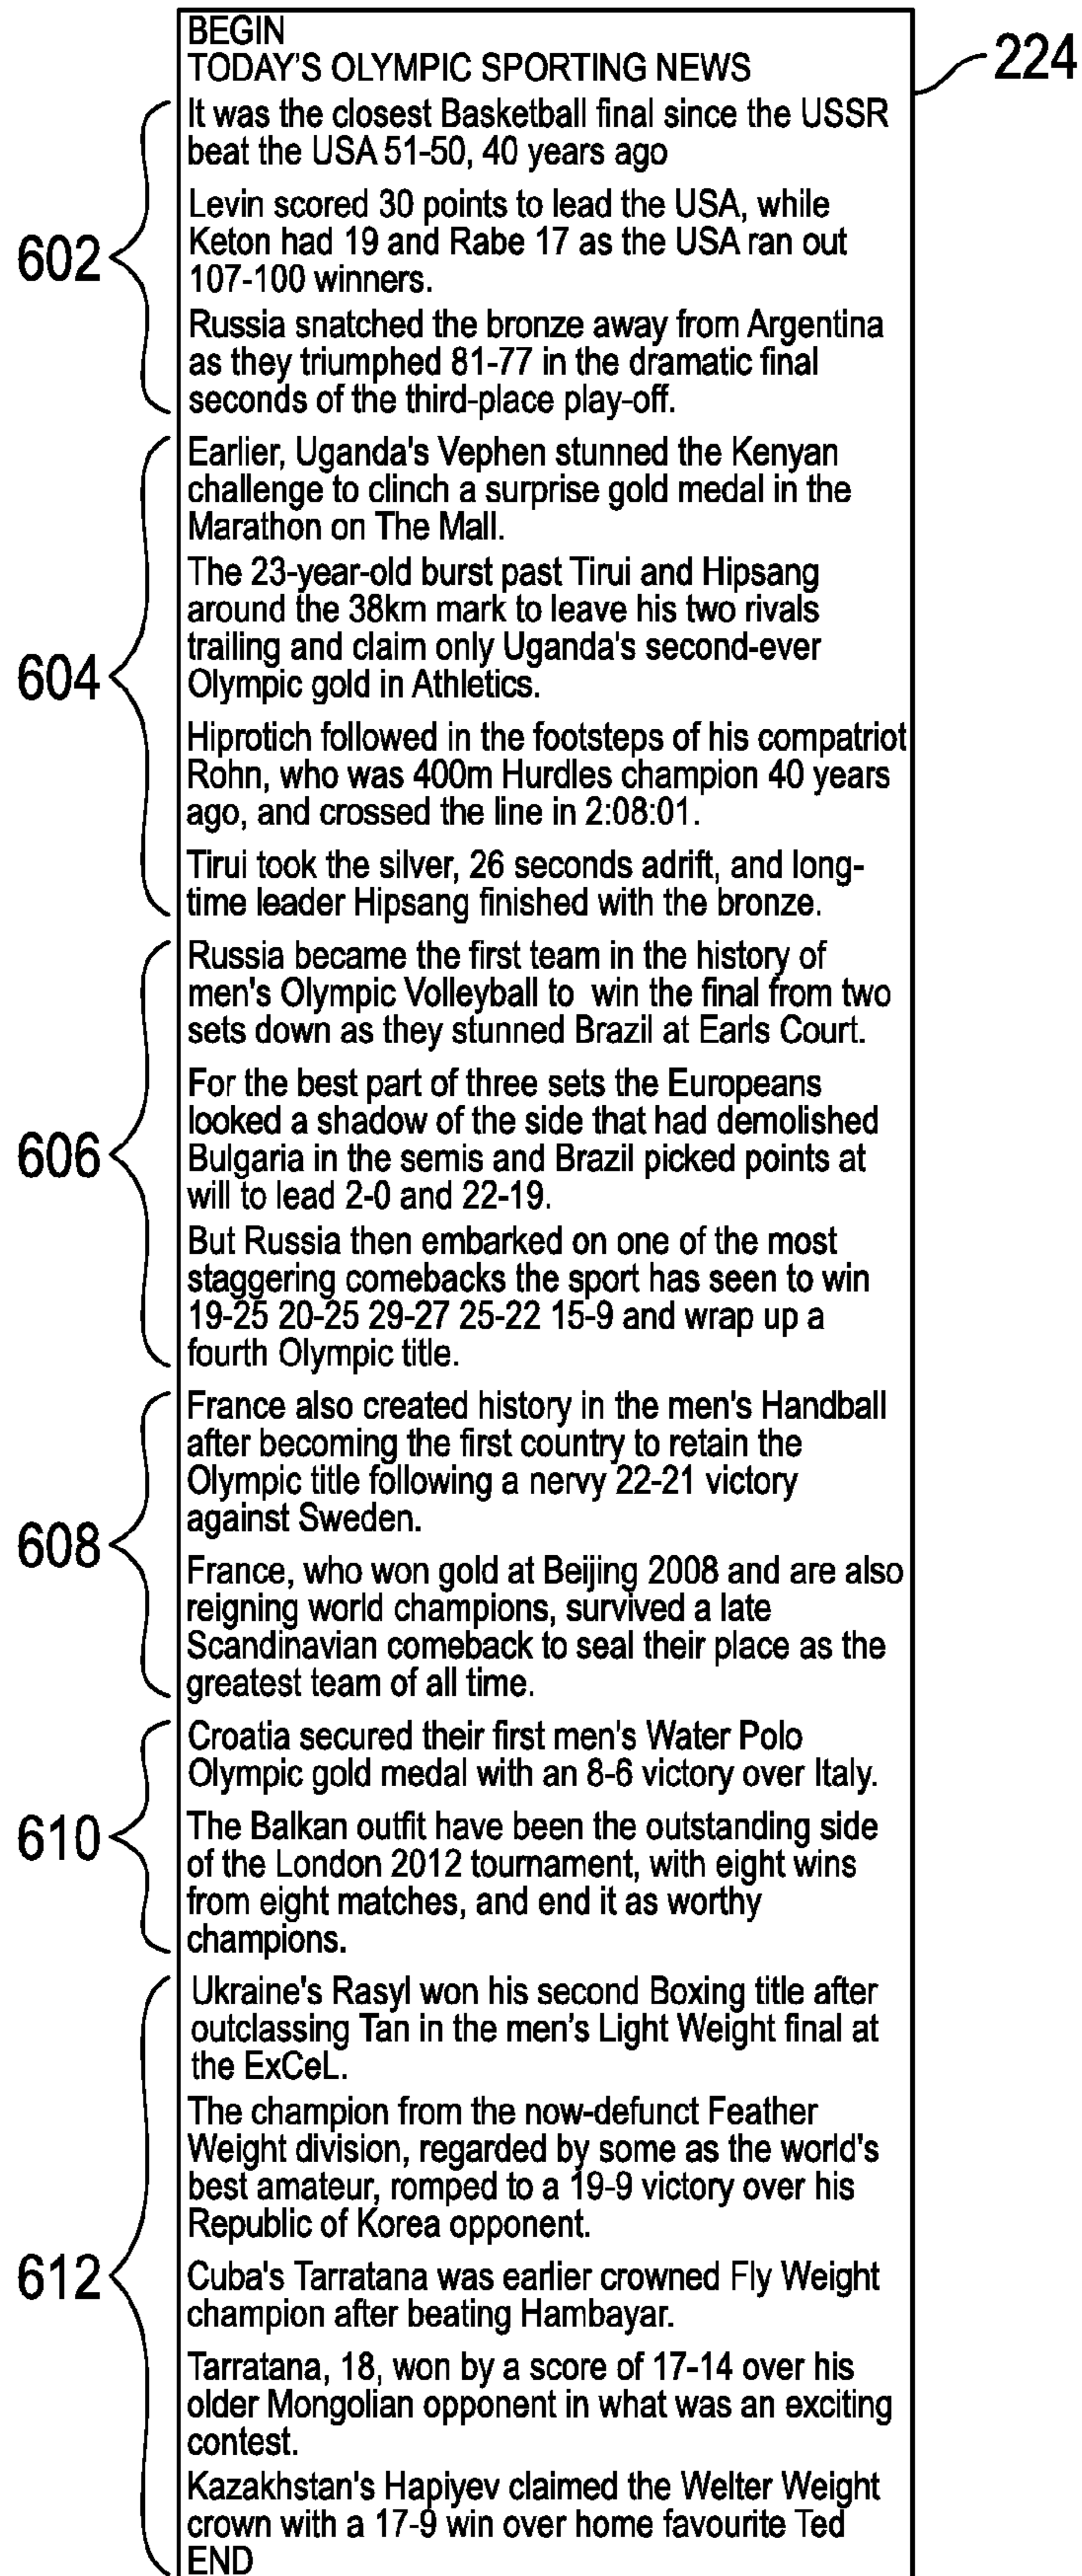 BEGIN
TODAY'S OLYMPIC SPORTING NEWS
224
It was the closest Basketball final since the USSR
beat the USA 51-50, 40 years ago
Levin scored 30 points to lead the USA, while
Keton had 19 and Rabe 17 as the USA ran out
107-100 winners.
602
Russia snatched the bronze away from Argentina
as they triumphed 81-77 in the dramatic final
seconds of the third-place play-off.
Earlier, Uganda's Vephen stunned the Kenyan
challenge to clinch a surprise gold medal in the
Marathon on The Mall.
The 23-year-old burst past Tirui and Hipsang
around the 38km mark to leave his two rivals
trailing and claim only Uganda's second-ever
Olympic gold in Athletics.
604
Hiprotich followed in the footsteps of his compatriot
Rohn, who was 400m Hurdles champion 40 years
ago, and crossed the line in 2:08:01.
Tirui took the silver, 26 seconds adrift, and long-
time leader Hipsang finished with the bronze.
Russia became the first team in the history of
men's Olympic Volleyball to win the final from two
sets down as they stunned Brazil at Earls Court.
For the best part of three sets the Europeans
looked a shadow of the side that had demolished
Bulgaria in the semis and Brazil picked points at
will to lead 2-0 and 22-19.
606
But Russia then embarked on one of the most
staggering comebacks the sport has seen to win
19-25 20-25 29-27 25-22 15-9 and wrap up a
fourth Olympic title.
France also created history in the men's Handball
after becoming the first country to retain the
Olympic title following a nervy 22-21 victory
against Sweden.
608
France, who won gold at Beijing 2008 and are also
reigning world champions, survived a late
Scandinavian comeback to seal their place as the
greatest team of all time.
Croatia secured their first men's Water Polo
Olympic gold medal with an 8-6 victory over Italy.
610
The Balkan outfit have been the outstanding side
of the London 2012 tournament, with eight wins
from eight matches, and end it as worthy
champions.
Ukraine's Rasyl won his second Boxing title after
outclassing Tan in the men's Light Weight final at
the ExCeL.
The champion from the now-defunct Feather
Weight division, regarded by some as the world's
best amateur, romped to a 19-9 victory over his
Republic of Korea opponent.
612
Cuba's Tarratana was earlier crowned Fly Weight
champion after beating Hambayar.
Tarratana, 18, won by a score of 17-14 over his
older Mongolian opponent in what was an exciting
contest.
Kazakhstan's Hapiyev claimed the Welter Weight
crown with a 17-9 win over home favourite Ted
END